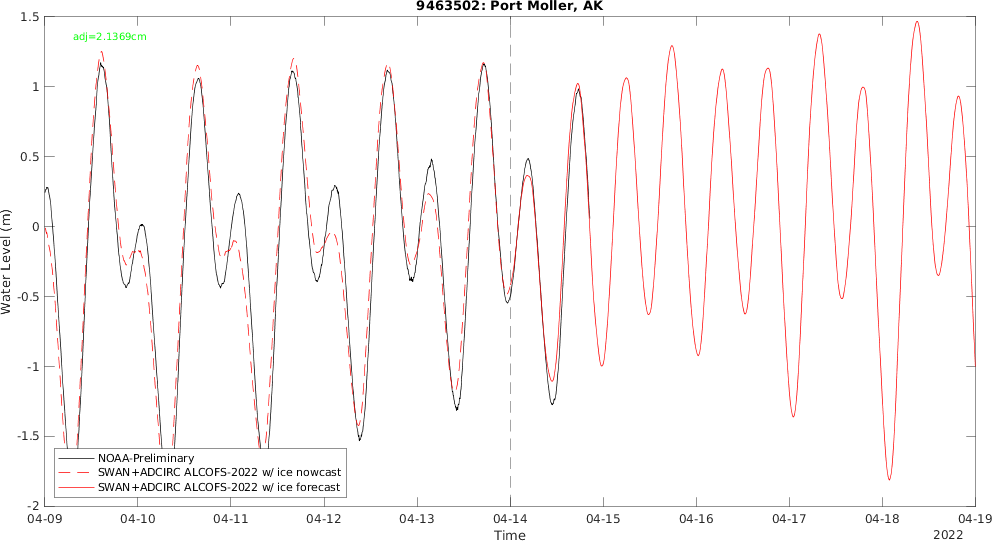 9463502: Port Moller, AK
adj=2.1369cm
1.5
1
0.5
0
-0.5
-1
-1.5
-2
Water Level (m)
NOAA-Preliminary
SWAN+ADCIRC ALCOFS-2022 w/ ice nowcast
SWAN+ADCIRC ALCOFS-2022 w/ ice forecast
04-09 04-10 04-11 04-12 04-13 04-14 04-15 04-16 04-17 04-18 04-19
Time
2022